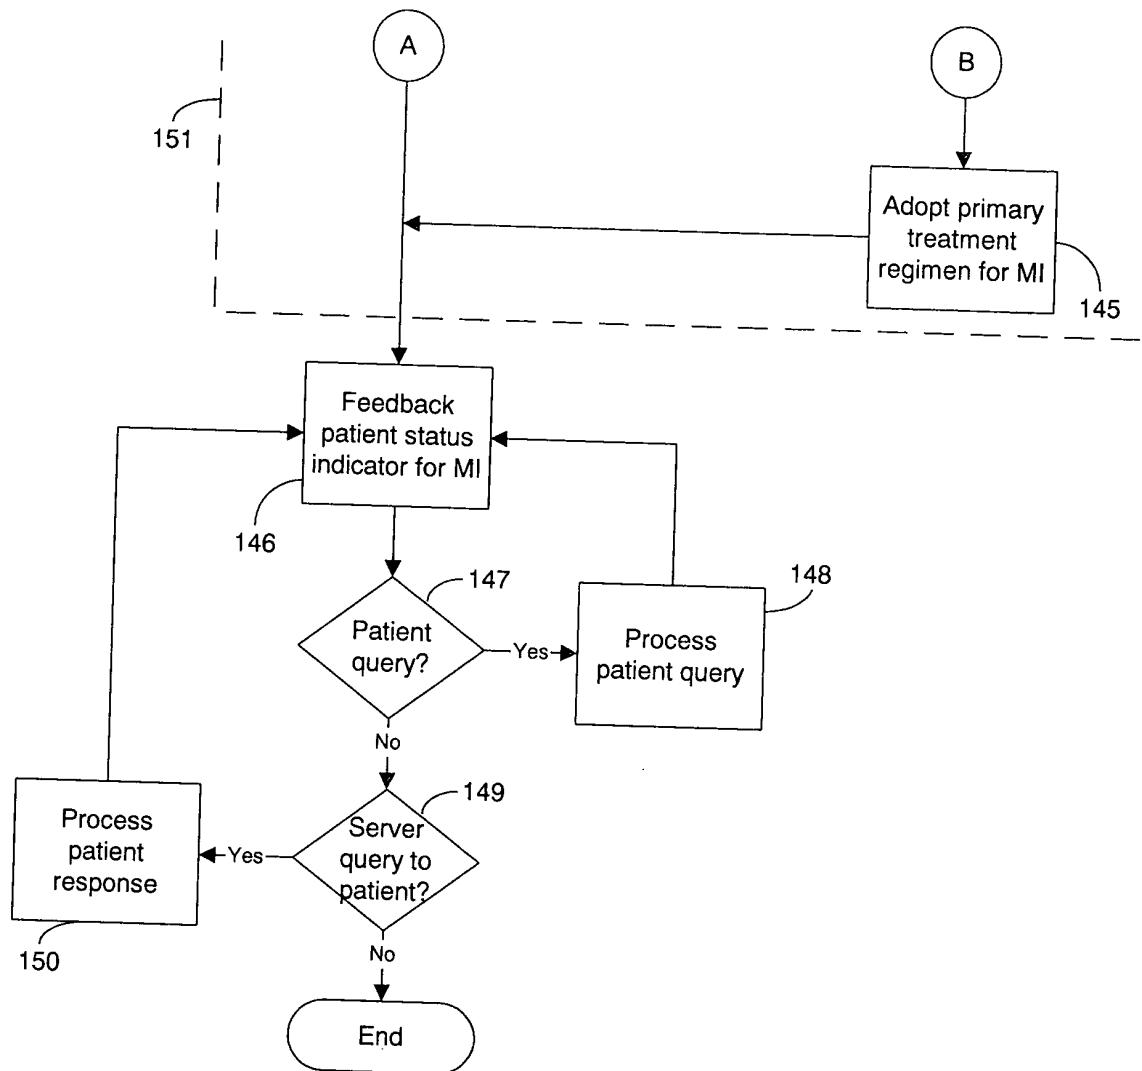 A
B
151
Adopt primary
treatment
regimen for MI
145
Feedback
patient status
indicator for MI
146
147
148
Patient
query?
Yes
Process
patient query
No
149
Process
patient
response
Yes
Server
query to
patient?
150
No
End